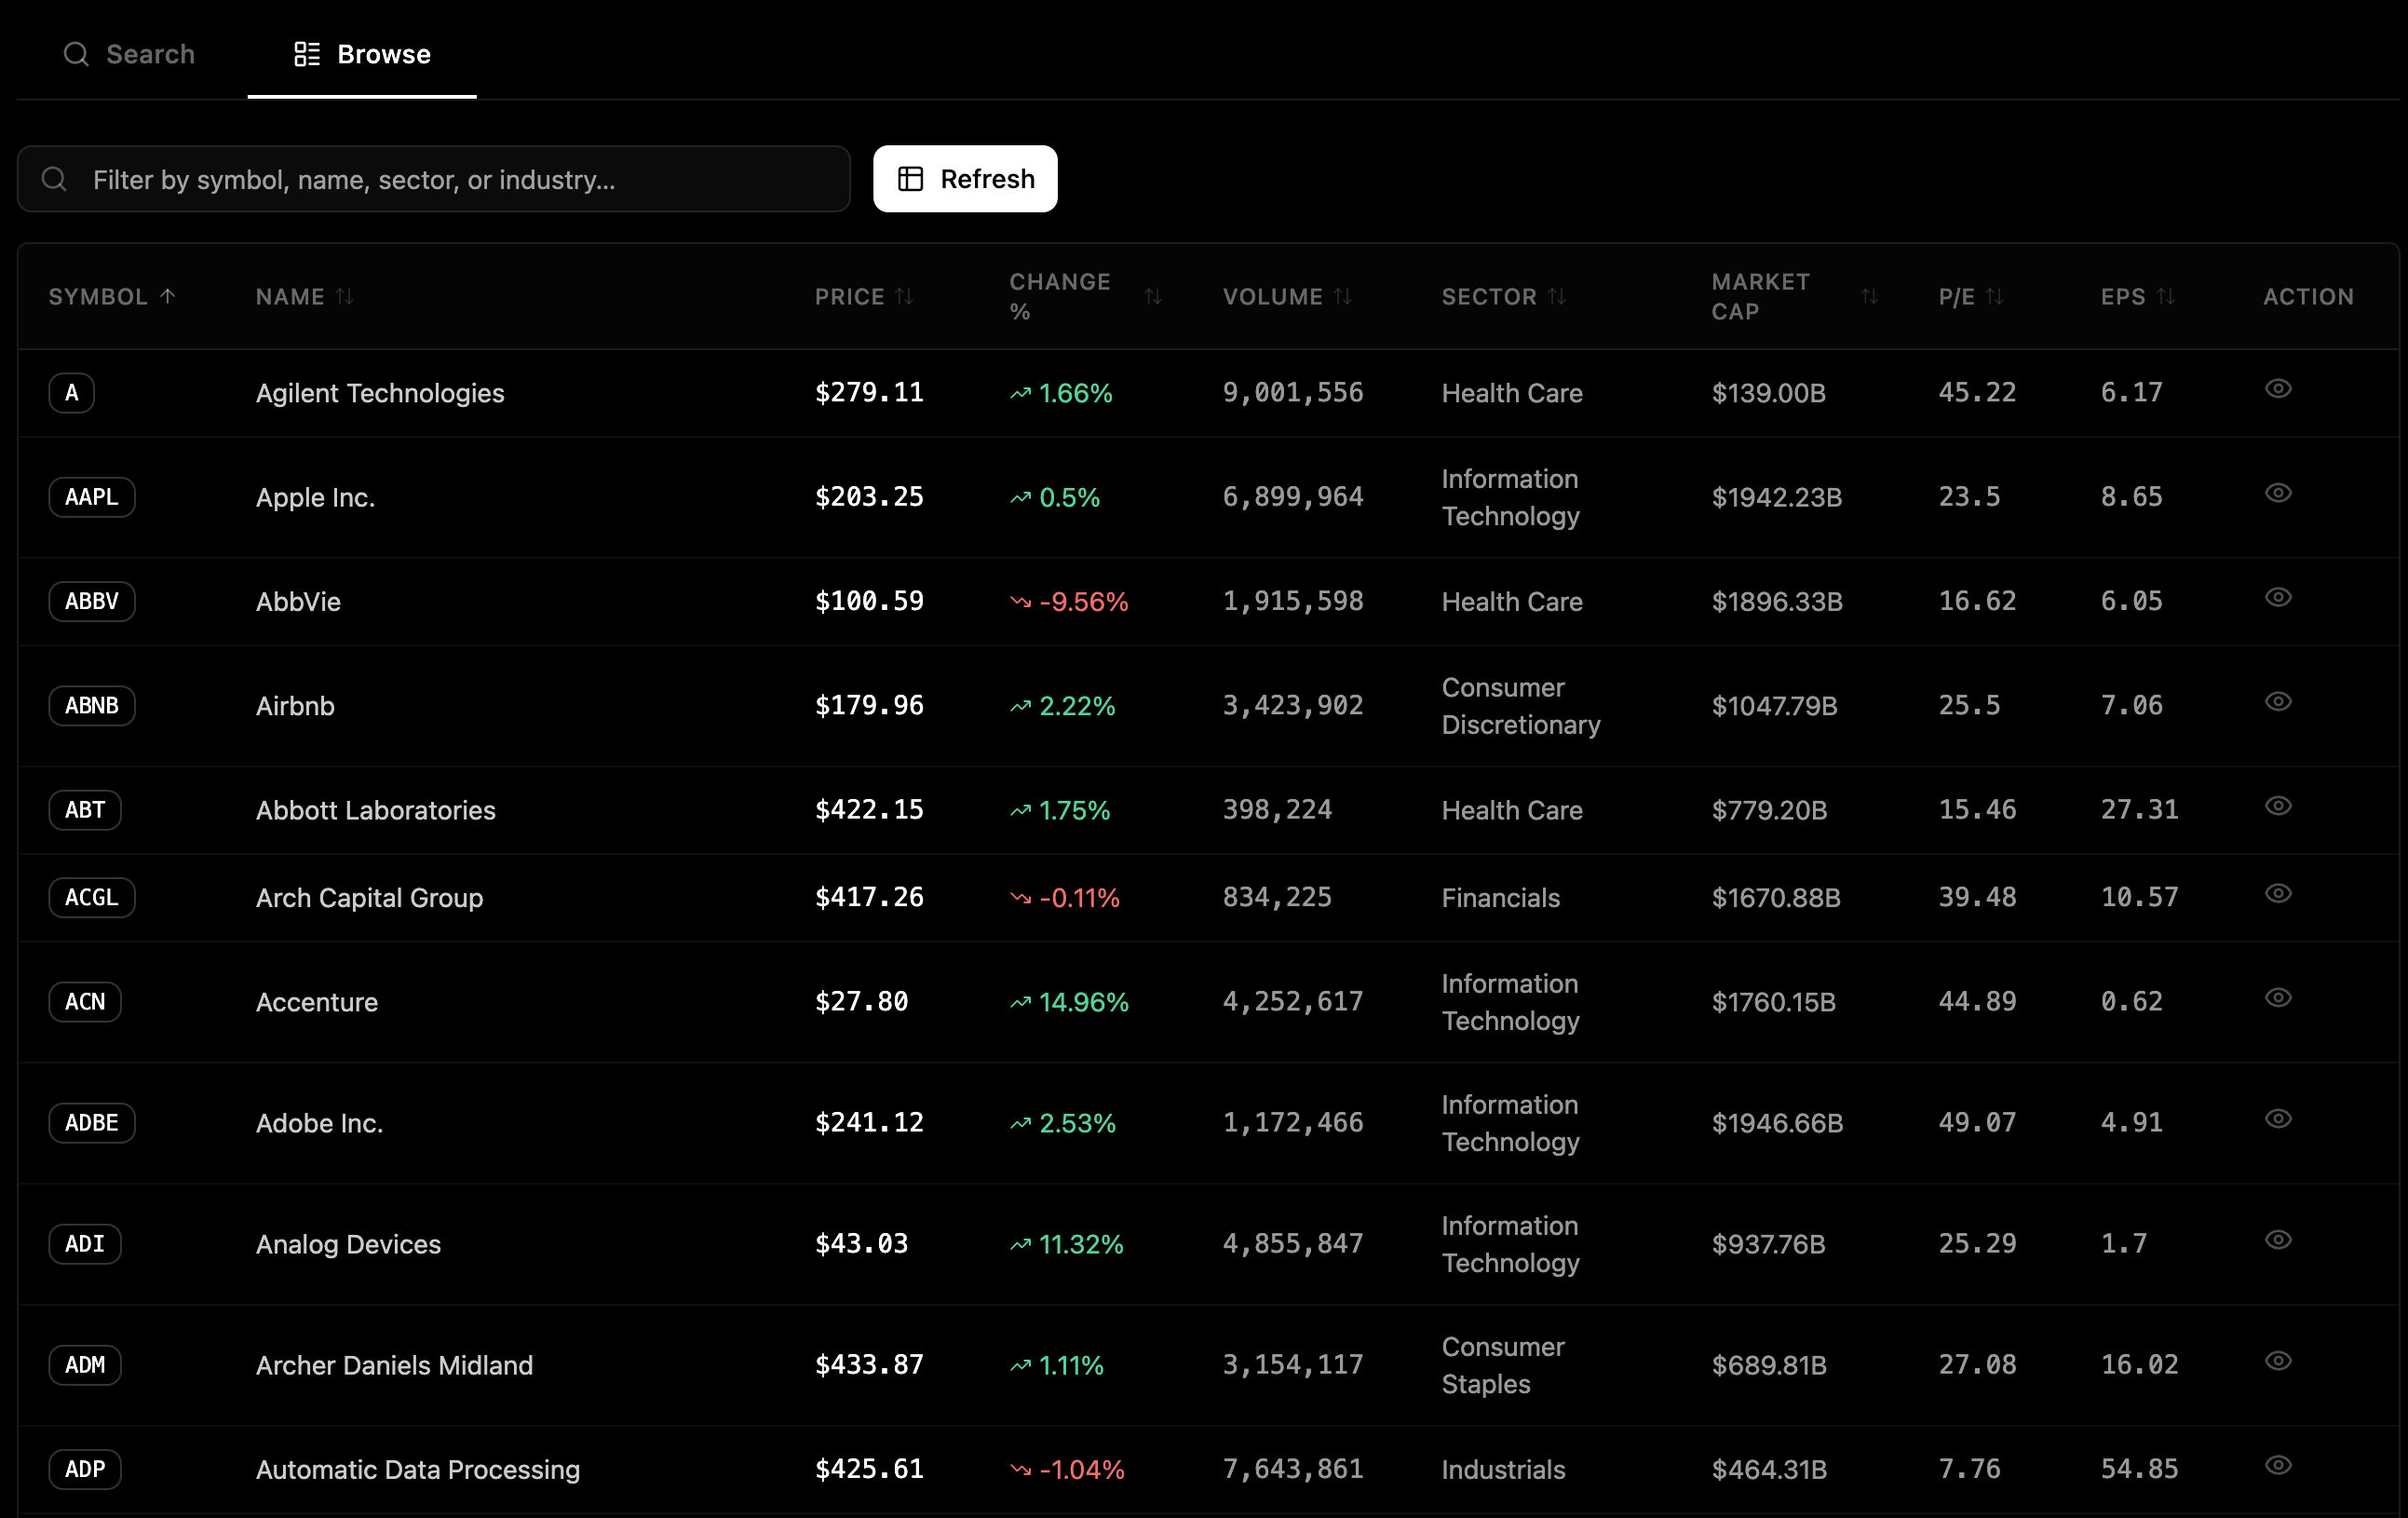 Search Browse
Filter by symbol, name, sector, or industry...
Refresh
SYMBOL NAME PRICE CHANGE % VOLUME SECTOR MARKET CAP P/E EPS ACTION
A Agilent Technologies $279.11 1.66% 9,001,556 Health Care $139.00B 45.22 6.17
AAPL Apple Inc. $203.25 0.5% 6,899,964 Information Technology $1942.23B 23.5 8.65
ABBV AbbVie $100.59 -9.56% 1,915,598 Health Care $1896.33B 16.62 6.05
ABNB Airbnb $179.96 2.22% 3,423,902 Consumer Discretionary $1047.79B 25.5 7.06
ABT Abbott Laboratories $422.15 1.75% 398,224 Health Care $779.20B 15.46 27.31
ACGL Arch Capital Group $417.26 -0.11% 834,225 Financials $1670.88B 39.48 10.57
ACN Accenture $27.80 14.96% 4,252,617 Information Technology $1760.15B 44.89 0.62
ADBE Adobe Inc. $241.12 2.53% 1,172,466 Information Technology $1946.66B 49.07 4.91
ADI Analog Devices $43.03 11.32% 4,855,847 Information Technology $937.76B 25.29 1.7
ADM Archer Daniels Midland $433.87 1.11% 3,154,117 Consumer Staples $689.81B 27.08 16.02
ADP Automatic Data Processing $425.61 -1.04% 7,643,861 Industrials $464.31B 7.76 54.85